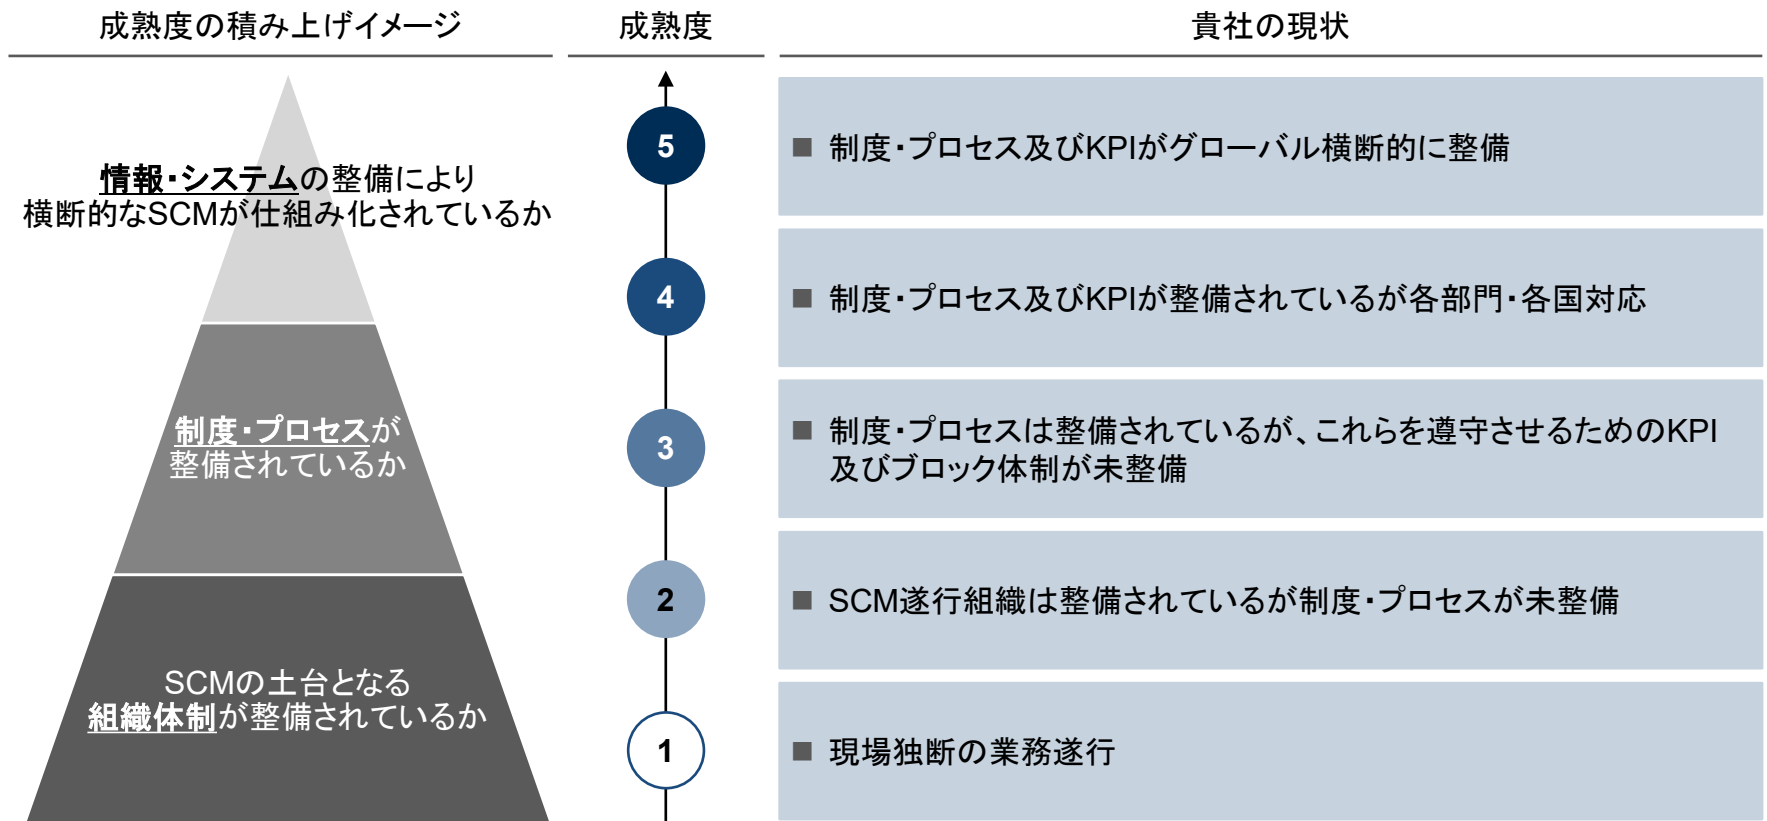 成熟度の積み上げイメージ
成熟度
貴社の現状
情報・システムの整備により
横断的なSCMが仕組み化されているか
制度・プロセスが
整備されているか
SCMの土台となる
組織体制が整備されているか
5
■ 制度・プロセス及びKPIがグローバル横断的に整備
4
■ 制度・プロセス及びKPIが整備されているが各部門・各国対応
3
■ 制度・プロセスは整備されているが、これらを遵守させるためのKPI
及びブロック体制が未整備
2
■ SCM遂行組織は整備されているが制度・プロセスが未整備
1
■ 現場独断の業務遂行